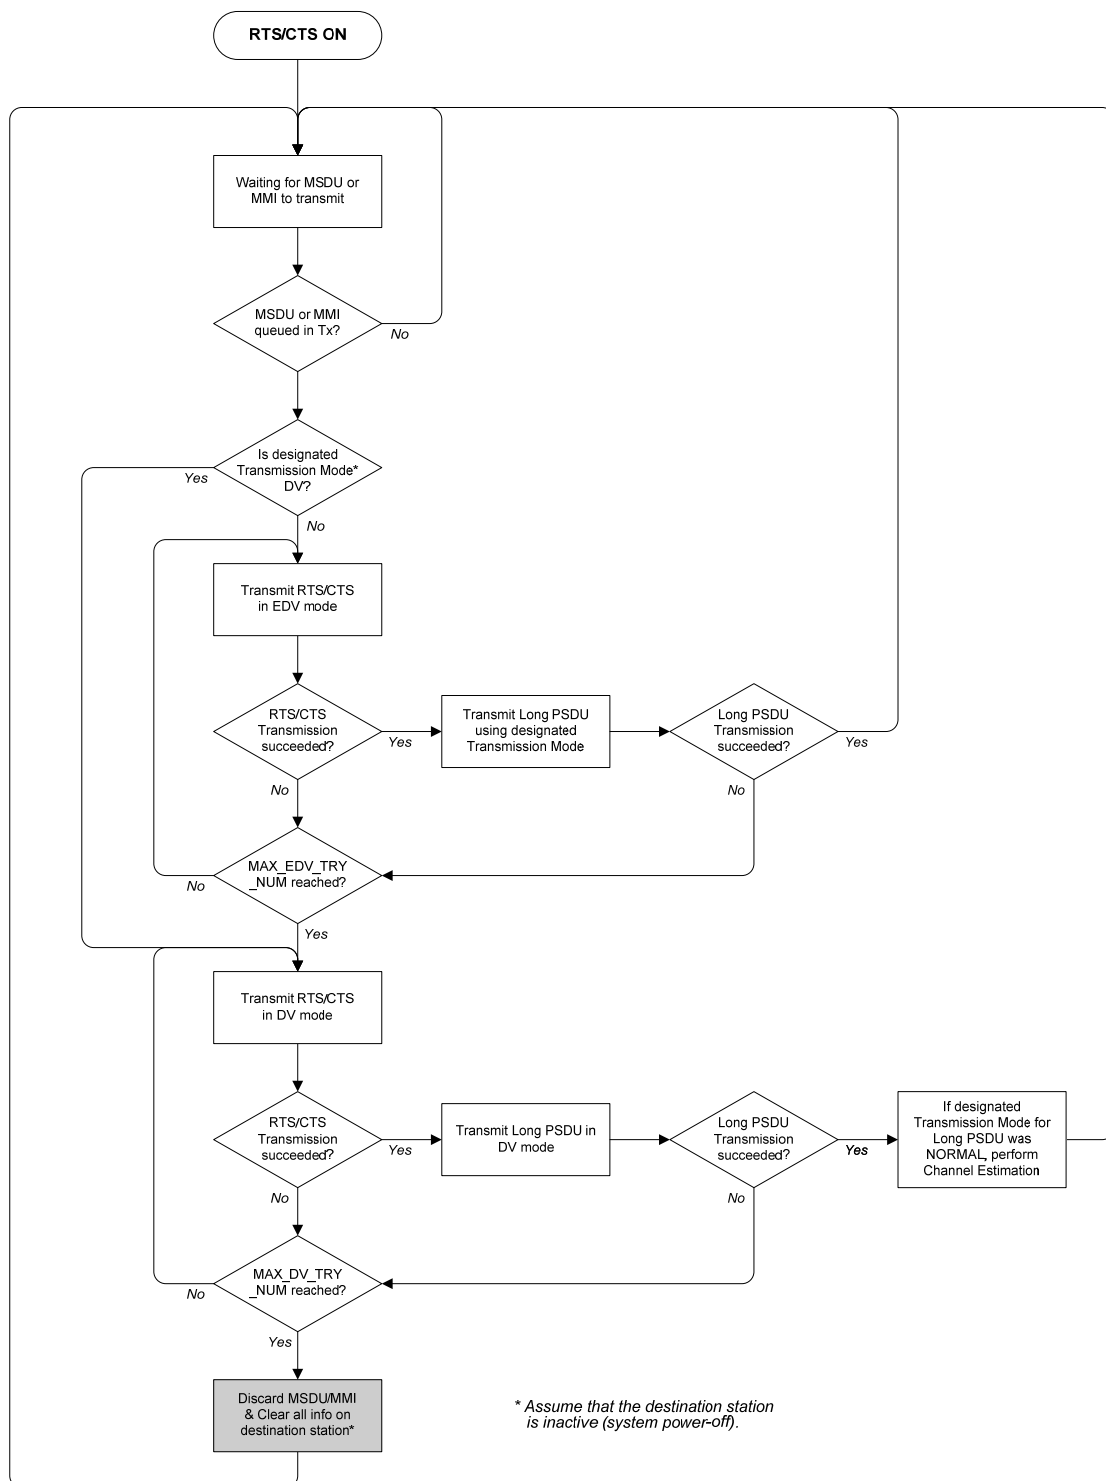 RTS/CTS ON
Waiting for MSDU or
MMI to transmit
MSDU or MMI
queued in Tx?
No
Is designated
Transmission Mode*
DV?
Yes
No
Transmit RTS/CTS
in EDV mode
RTS/CTS
Transmission
succeeded?
Yes
Transmit Long PSDU
using designated
Transmission Mode
Long PSDU
Transmission
succeeded?
Yes
No
No
MAX_EDV_TRY
_NUM reached?
No
Yes
Transmit RTS/CTS
in DV mode
RTS/CTS
Transmission
succeeded?
Yes
Transmit Long PSDU in
DV mode
Long PSDU
Transmission
succeeded?
Yes
If designated
Transmission Mode for
Long PSDU was
NORMAL, perform
Channel Estimation
No
No
MAX_DV_TRY
_NUM reached?
No
Yes
Discard MSDU/MMI
& Clear all info on
destination station*
* Assume that the destination station
is inactive (system power-off).